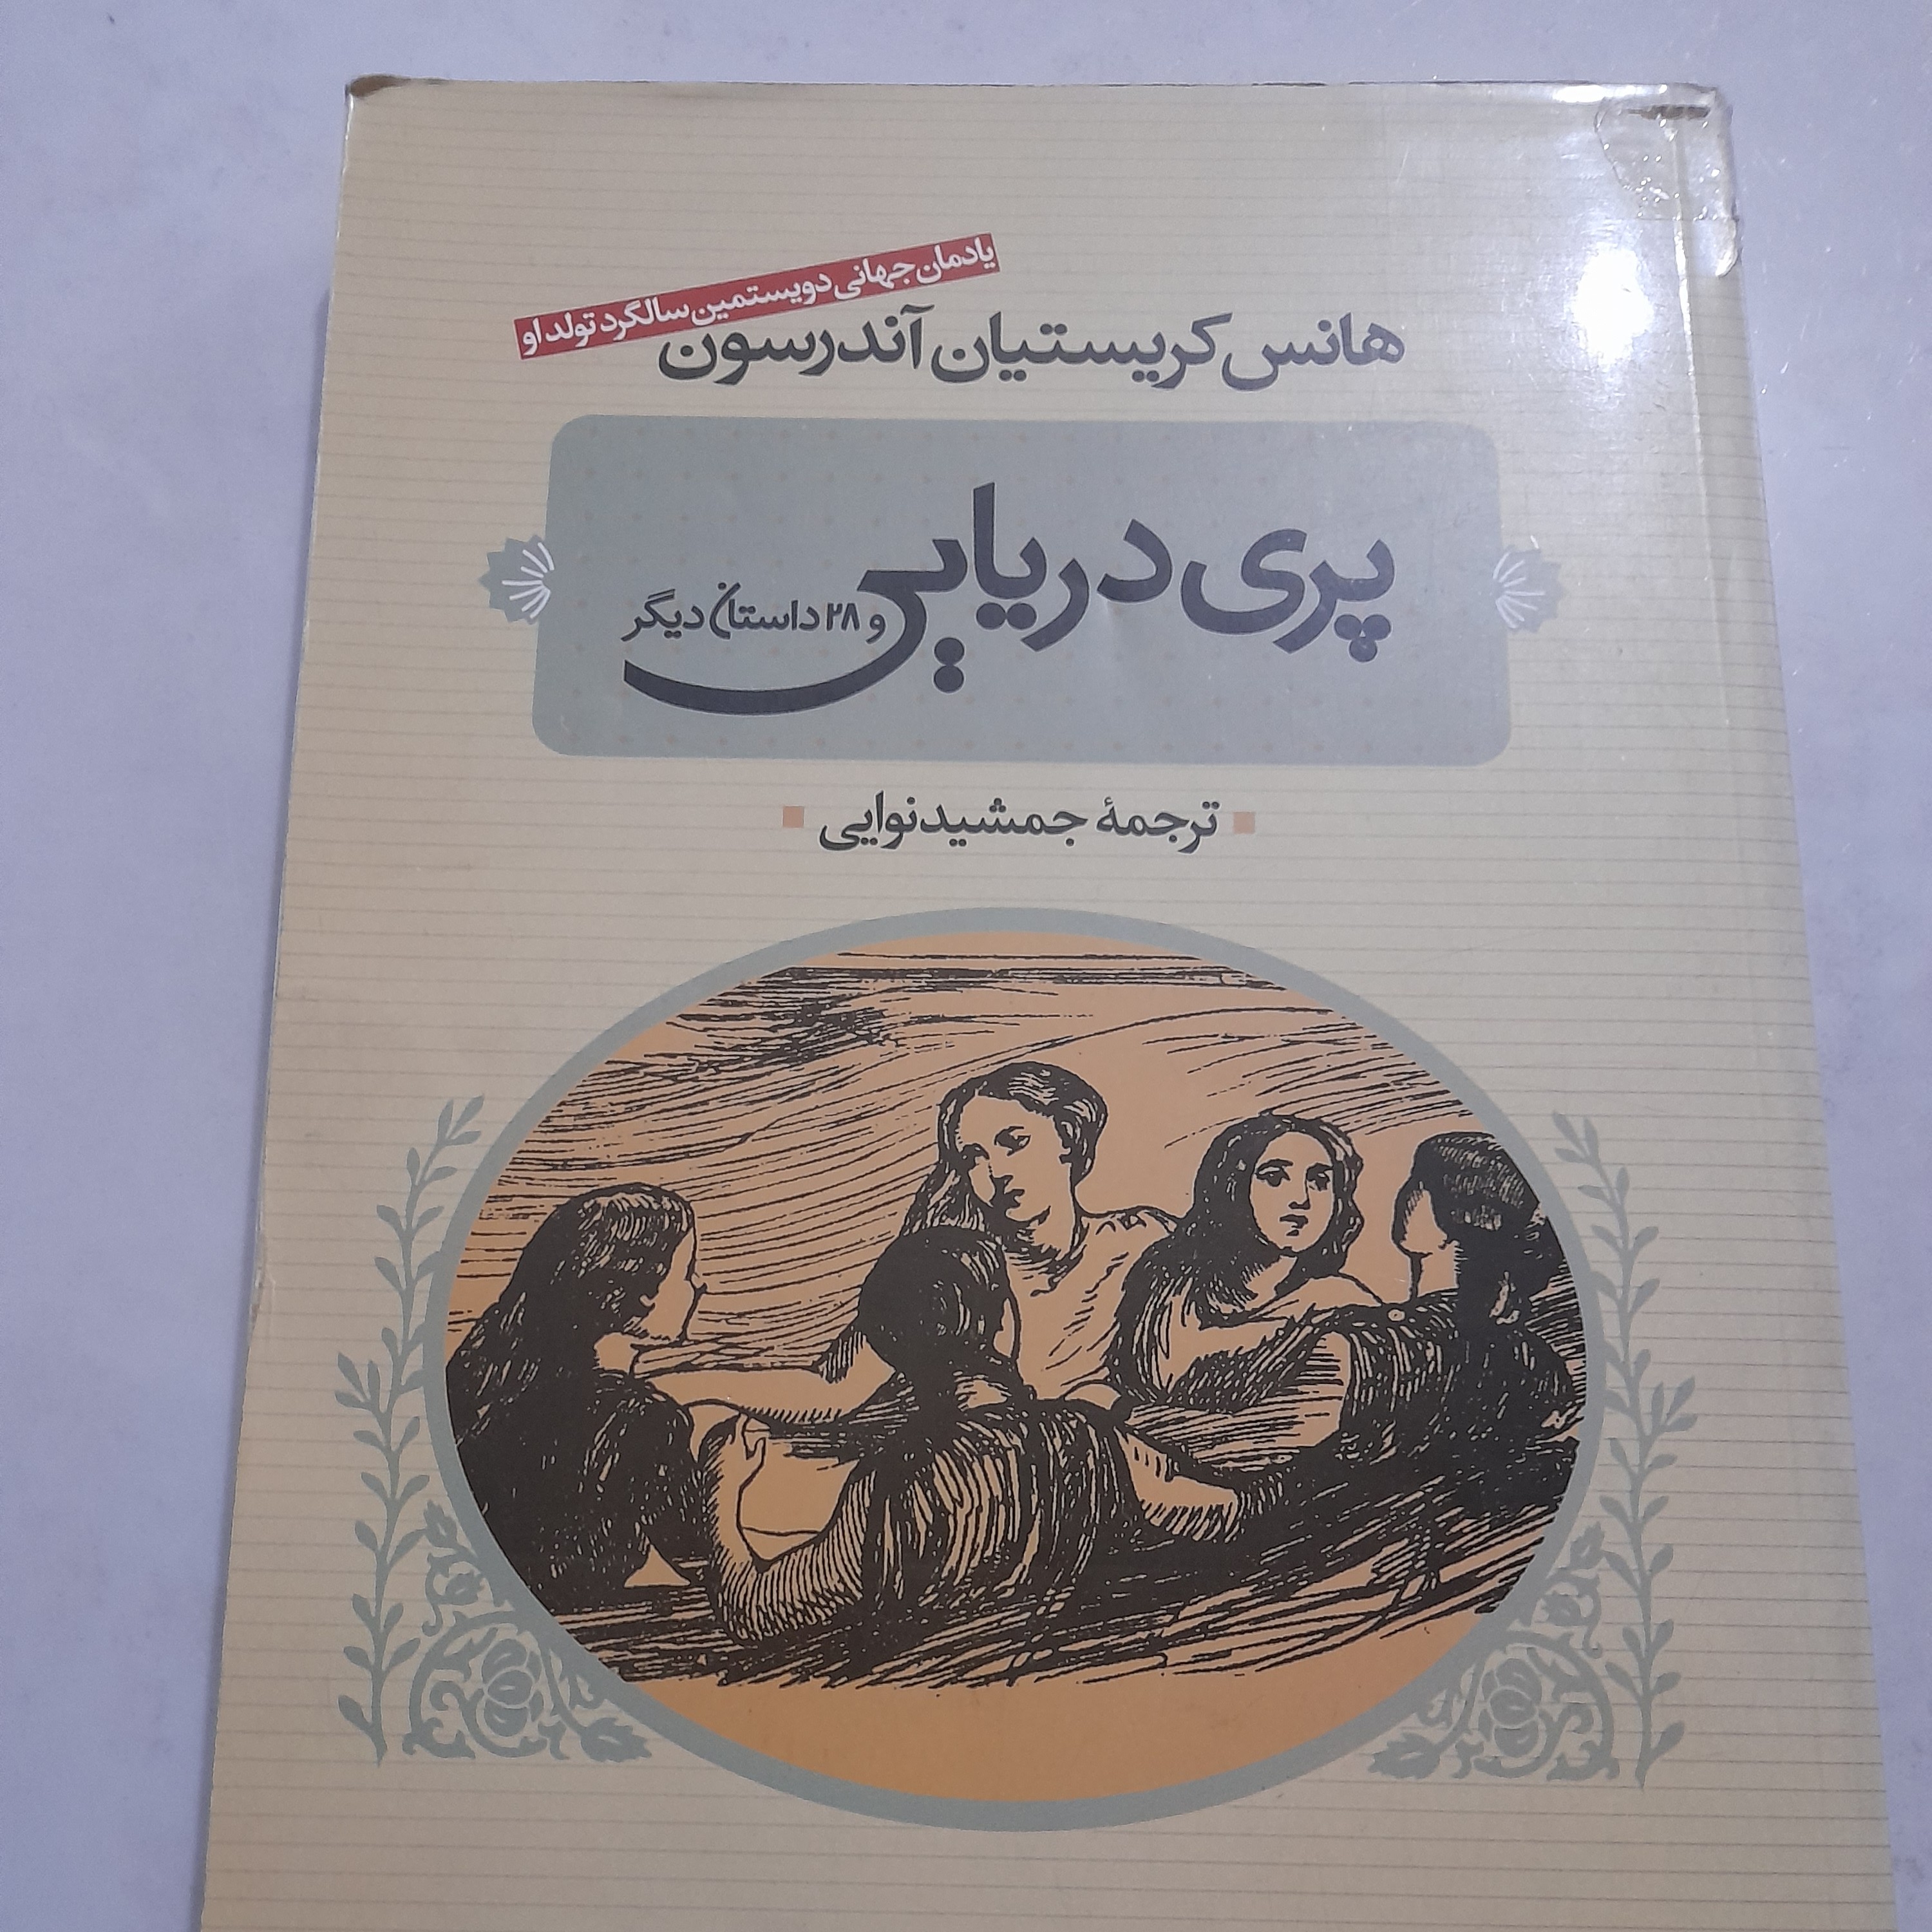 یادمان جهانی دویستمین سالگرد تولد او
هانس کریستیان آندرسون
پری دریایی
و ۲۸ داستان دیگر
ترجمهٔ جمشید نوایی